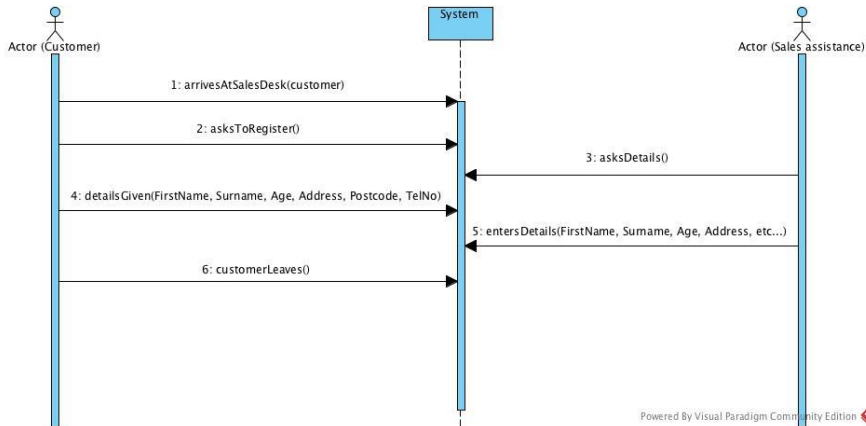 System
Actor (Customer)
Actor (Sales assistance)
1: arrivesAtSalesDesk(customer)
2: asksToRegister()
3: asksDetails()
4: detailsGiven(FirstName, Surname, Age, Address, Postcode, TelNo)
5: entersDetails(FirstName, Surname, Age, Address, etc...)
6: customerLeaves()
Powered By Visual Paradigm Community Edition